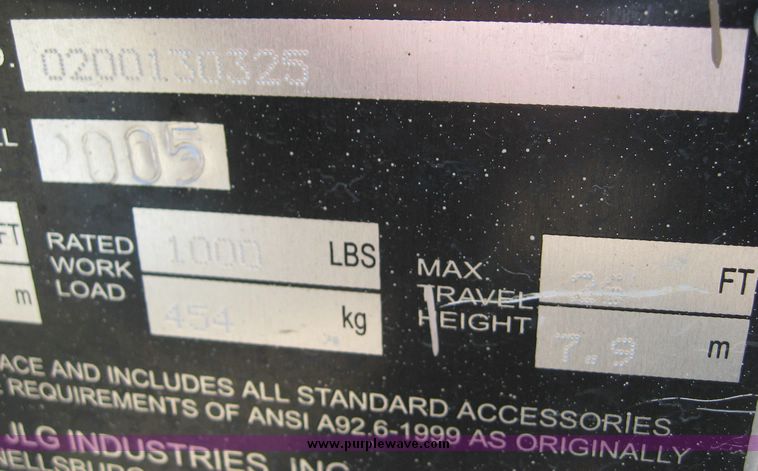 O. 0200130325
005
FT
RATED WORK LOAD 1000 LBS
m
454 kg
MAX. TRAVEL HEIGHT FT
7.9 m
ACE AND INCLUDES ALL STANDARD ACCESSORIES
REQUIREMENTS OF ANSI A92.6-1999 AS ORIGINALLY
JLG INDUSTRIES, INC.
www.purplewave.com